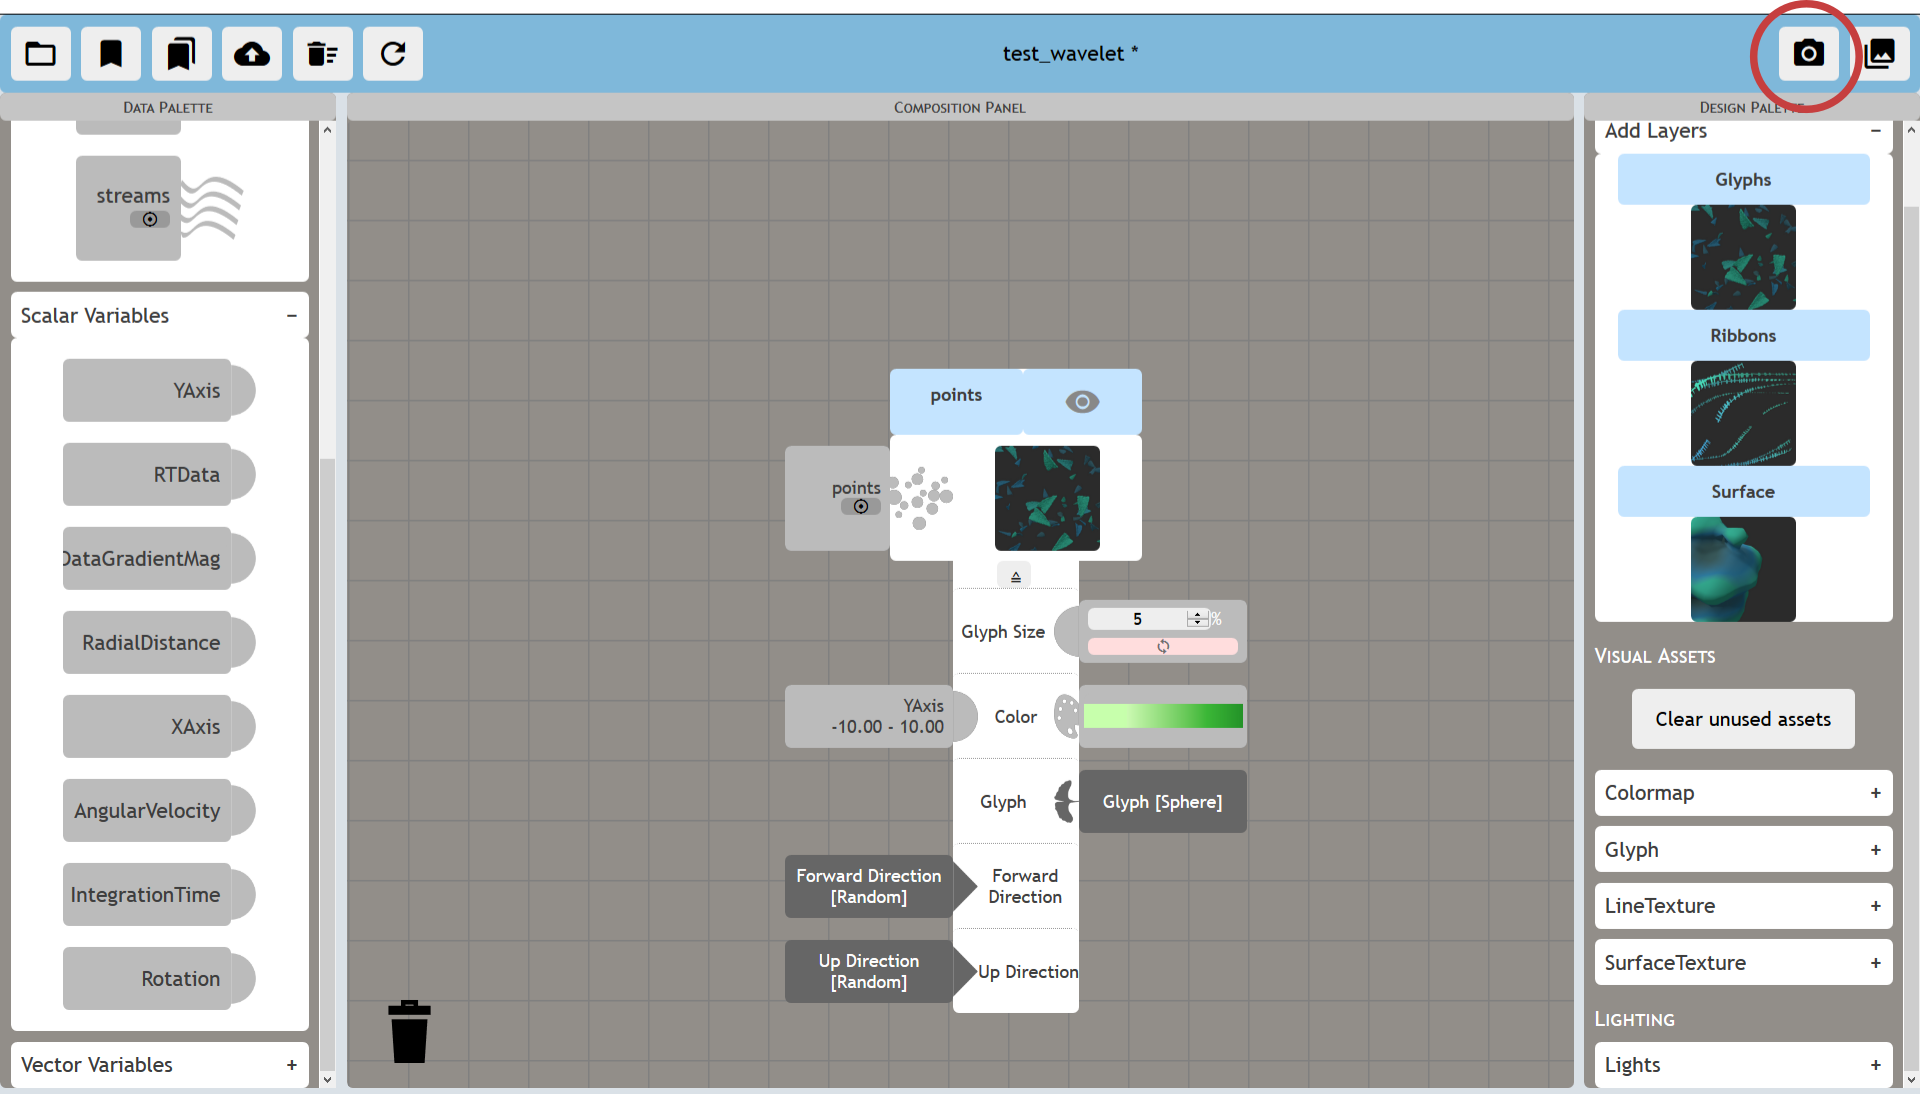 test_wavelet *
DATA PALETTE
COMPOSITION PANEL
streams
Scalar Variables −
YAxis
RTData
DataGradientMag
RadialDistance
XAxis
AngularVelocity
IntegrationTime
Rotation
Vector Variables +
points
points
Glyph Size
5 %
YAxis
-10.00 - 10.00
Color
Glyph
Glyph [Sphere]
Forward Direction
[Random]
Forward
Direction
Up Direction
[Random]
Up Direction
Add Layers −
Glyphs
Ribbons
Surface
VISUAL ASSETS
Clear unused assets
Colormap +
Glyph +
LineTexture +
SurfaceTexture +
LIGHTING
Lights +